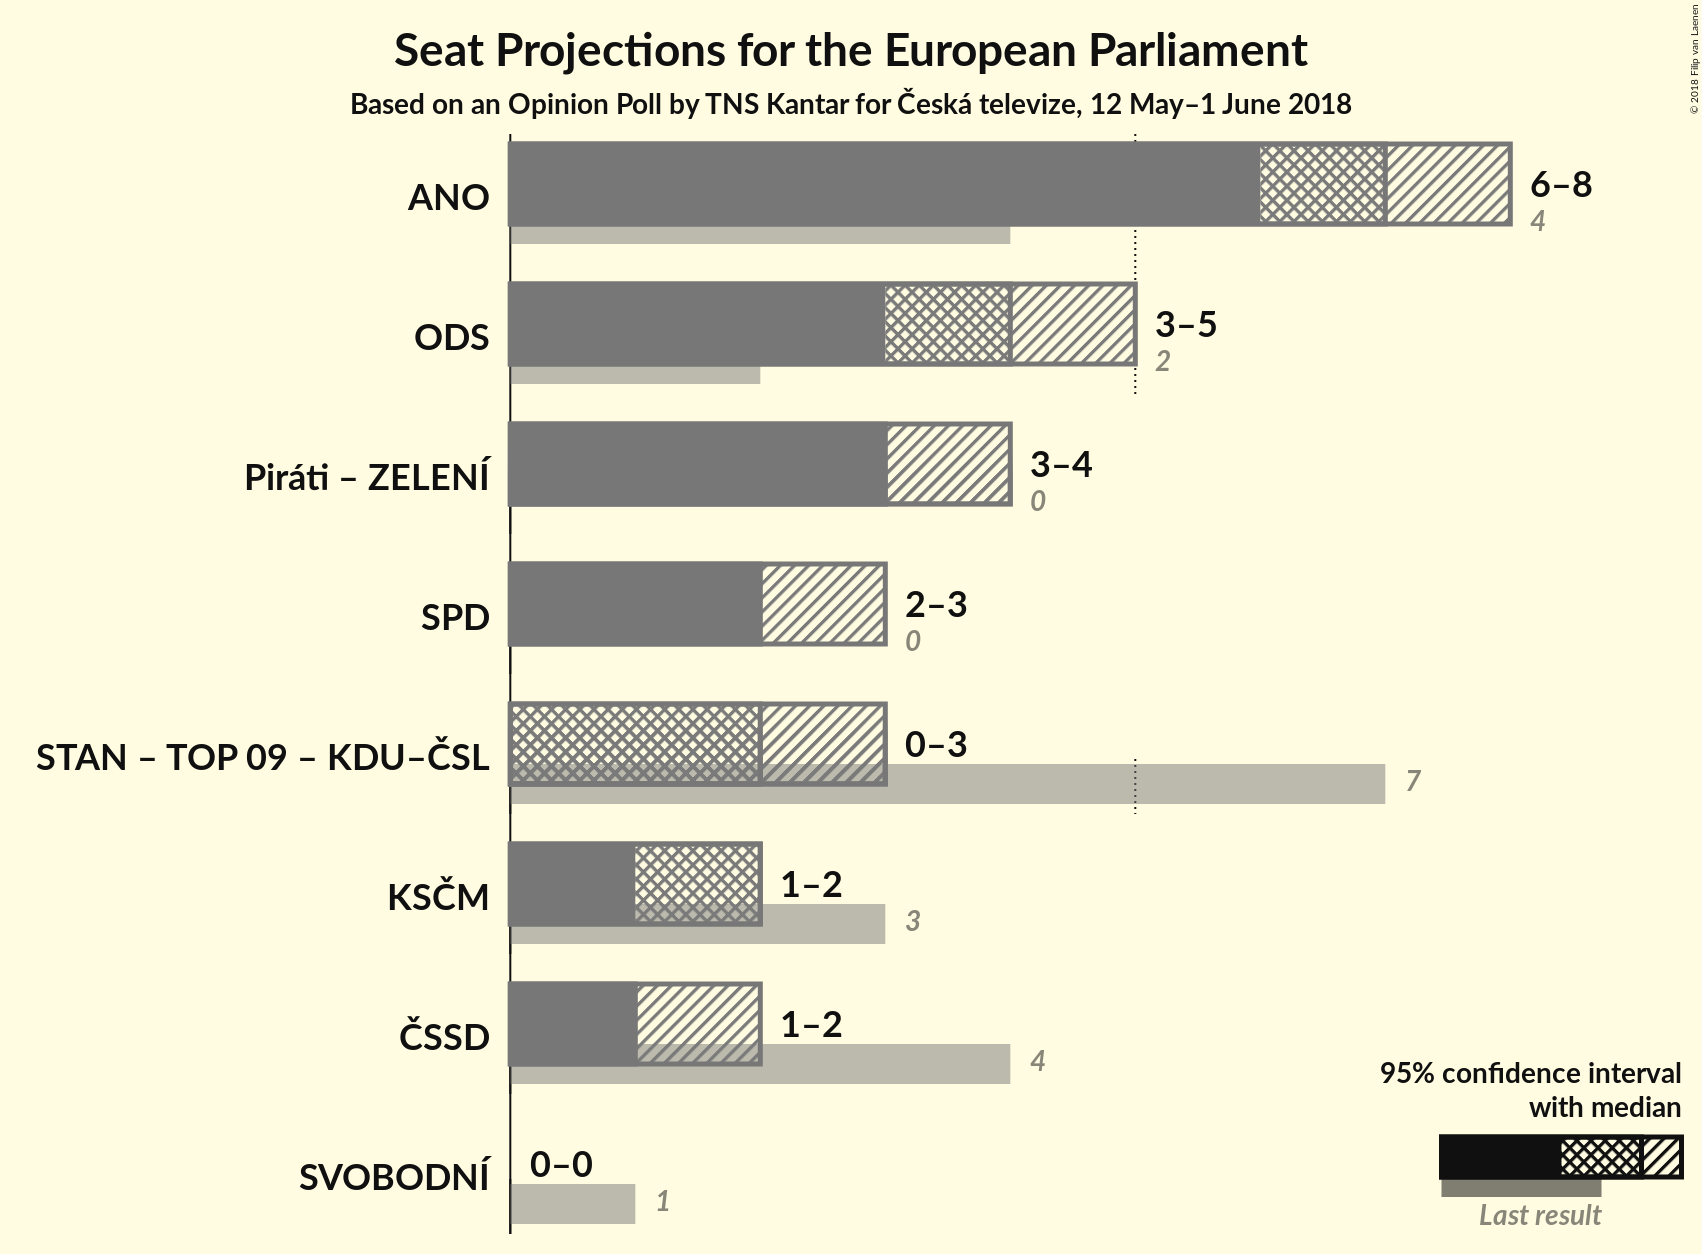 Seat Projections for the European Parliament
Based on an Opinion Poll by TNS Kantar for Česká televize, 12 May–1 June 2018
© 2018 Filip van Laenen
ANO
6–8
4
ODS
3–5
2
Piráti – ZELENÍ
3–4
0
SPD
2–3
0
STAN – TOP 09 – KDU–ČSL
0–3
7
KSČM
1–2
3
ČSSD
1–2
4
SVOBODNÍ
0–0
1
95% confidence interval
with median
Last result